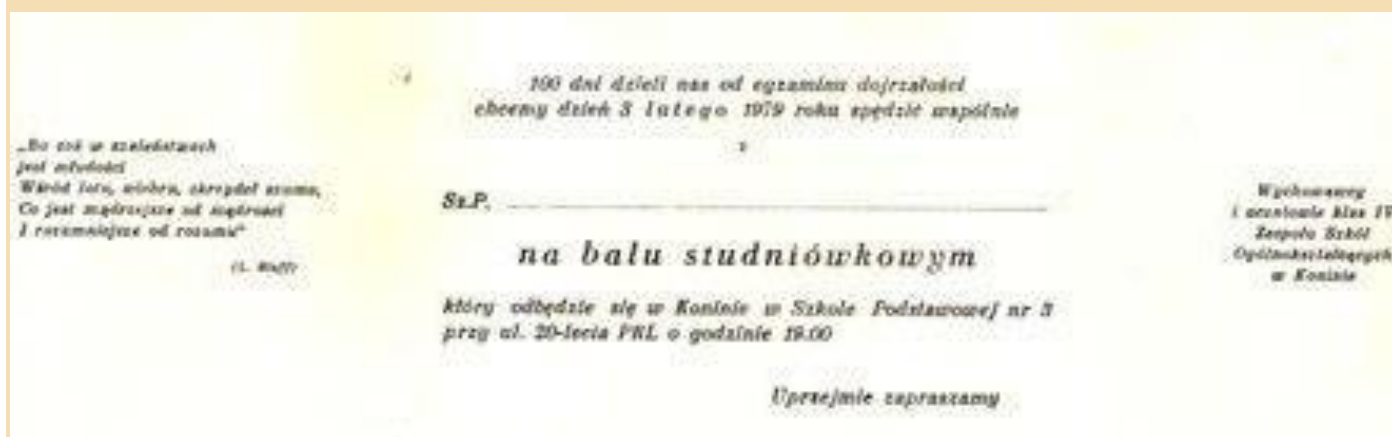 „Bo coś w szaleństwach
jest młodości
Wśród lotu, wichru, skrzydeł szumu,
Co jest mądrzejsze od mądrości
I rozumniejsze od rozumu”
(L. Staff)
100 dni dzieli nas od egzaminu dojrzałości
chcemy dzień 3 lutego 1979 roku spędzić wspólnie
z
Sz.P.
na balu studniówkowym
który odbędzie się w Koninie w Szkole Podstawowej nr 3
przy ul. 20-lecia PRL o godzinie 19.00
Uprzejmie zapraszamy
Wychowawcy
i uczniowie klas IV
Zespołu Szkół
Ogólnokształcących
w Koninie